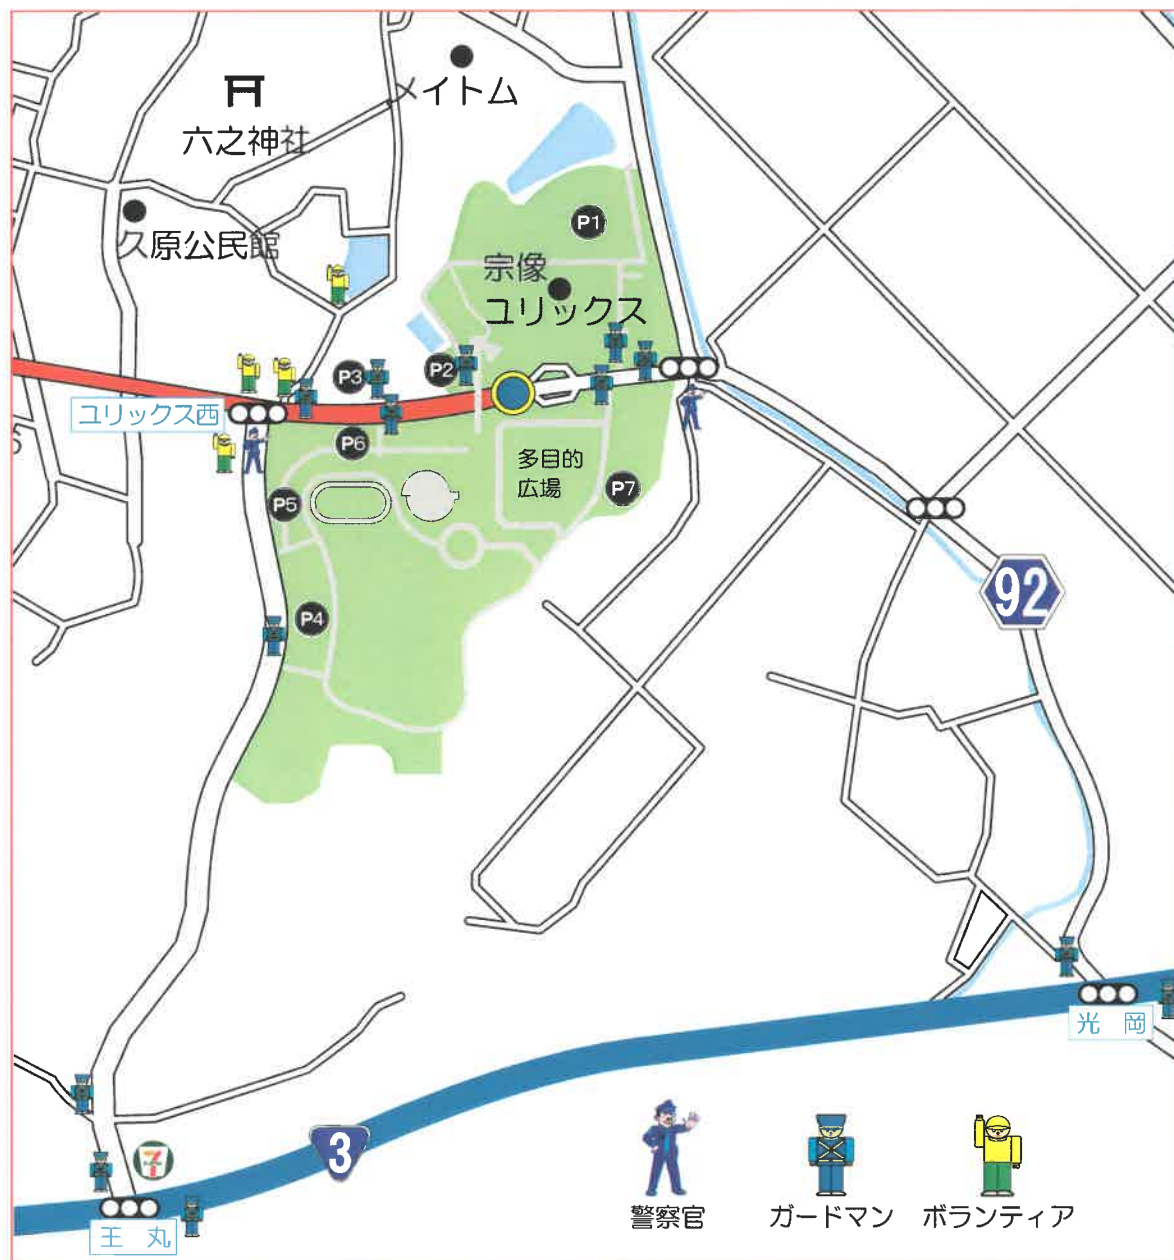 メイトム
六之神社
P1
久原公民館
宗像
ユリックス
P3
P2
ユリックス西
P6
多目的
広場
P5
P7
92
P4
光 岡
3
7
王 丸
警察官
ガードマン
ボランティア